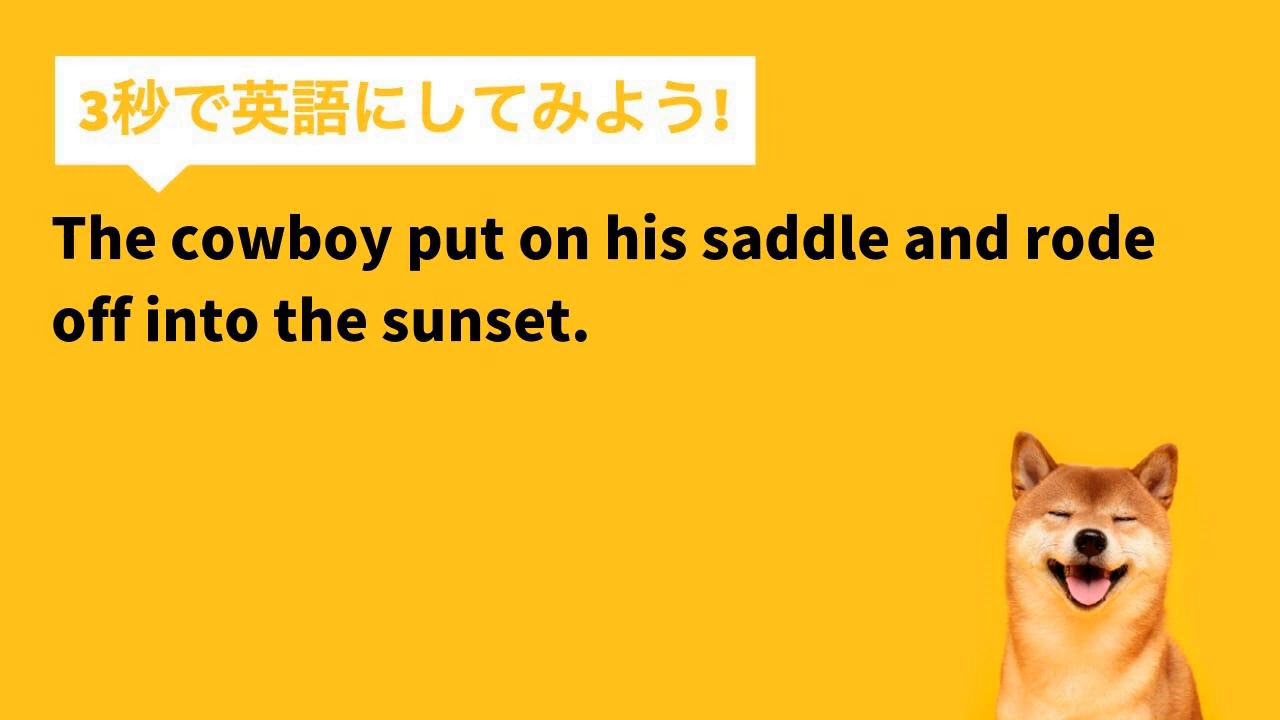 3秒で英語にしてみよう!
The cowboy put on his saddle and rode
off into the sunset.